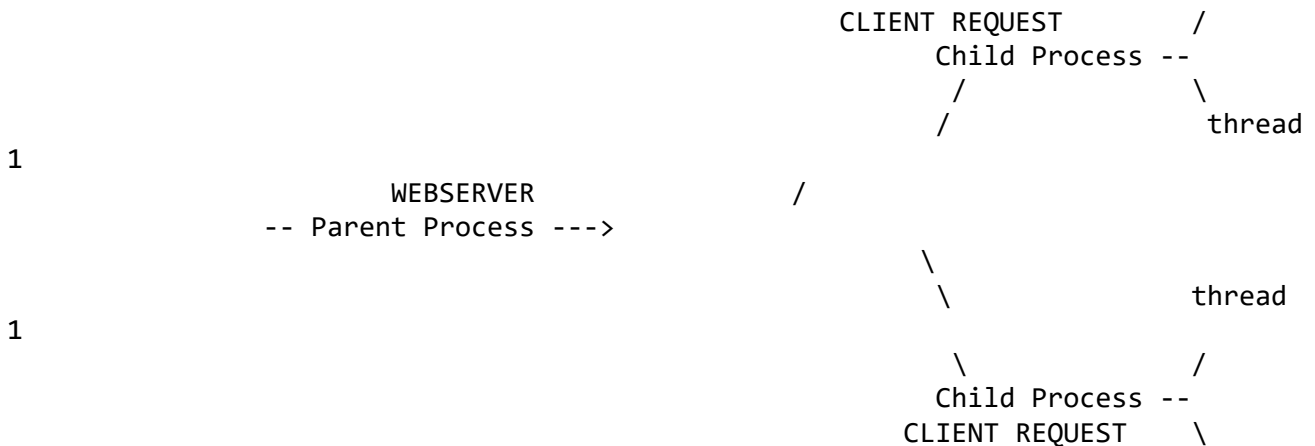 CLIENT REQUEST /
Child Process --
/ \
/ thread
1
WEBSERVER /
-- Parent Process --->
\
\ thread
1
\ /
Child Process --
CLIENT REQUEST \